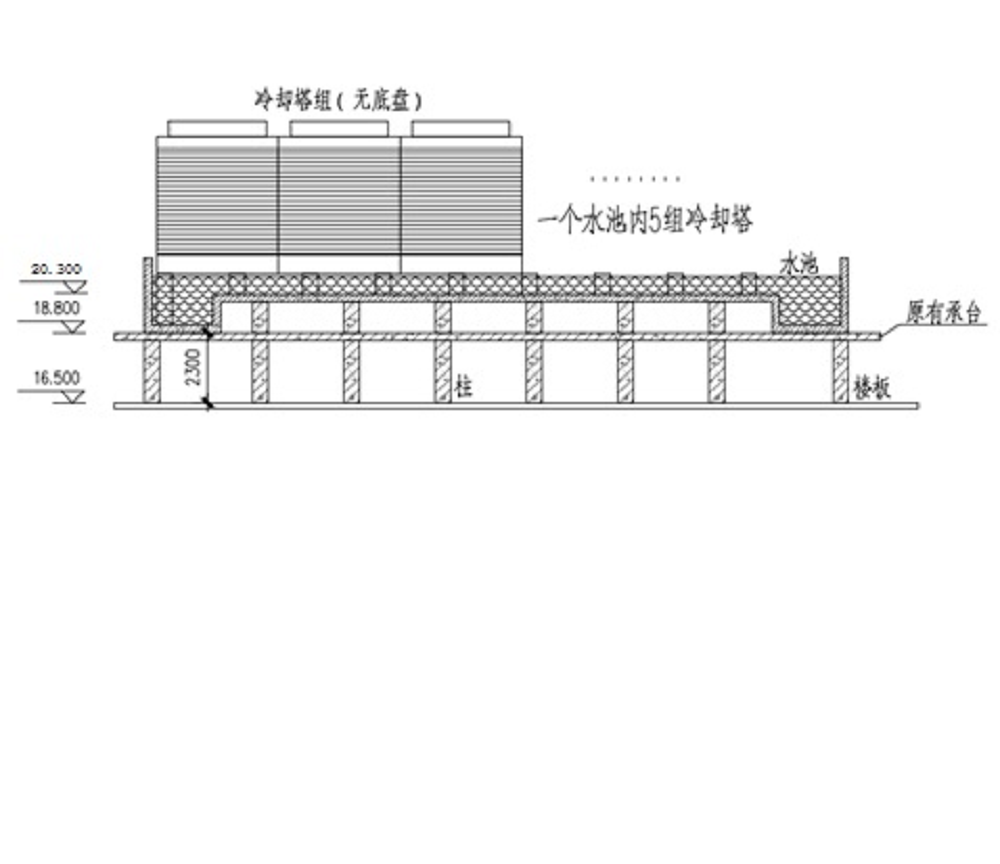 冷却塔组(无底盘)
........
一个水池内5组冷却塔
水池
20.300
18.800
原有承台
2300
16.500
柱
楼板